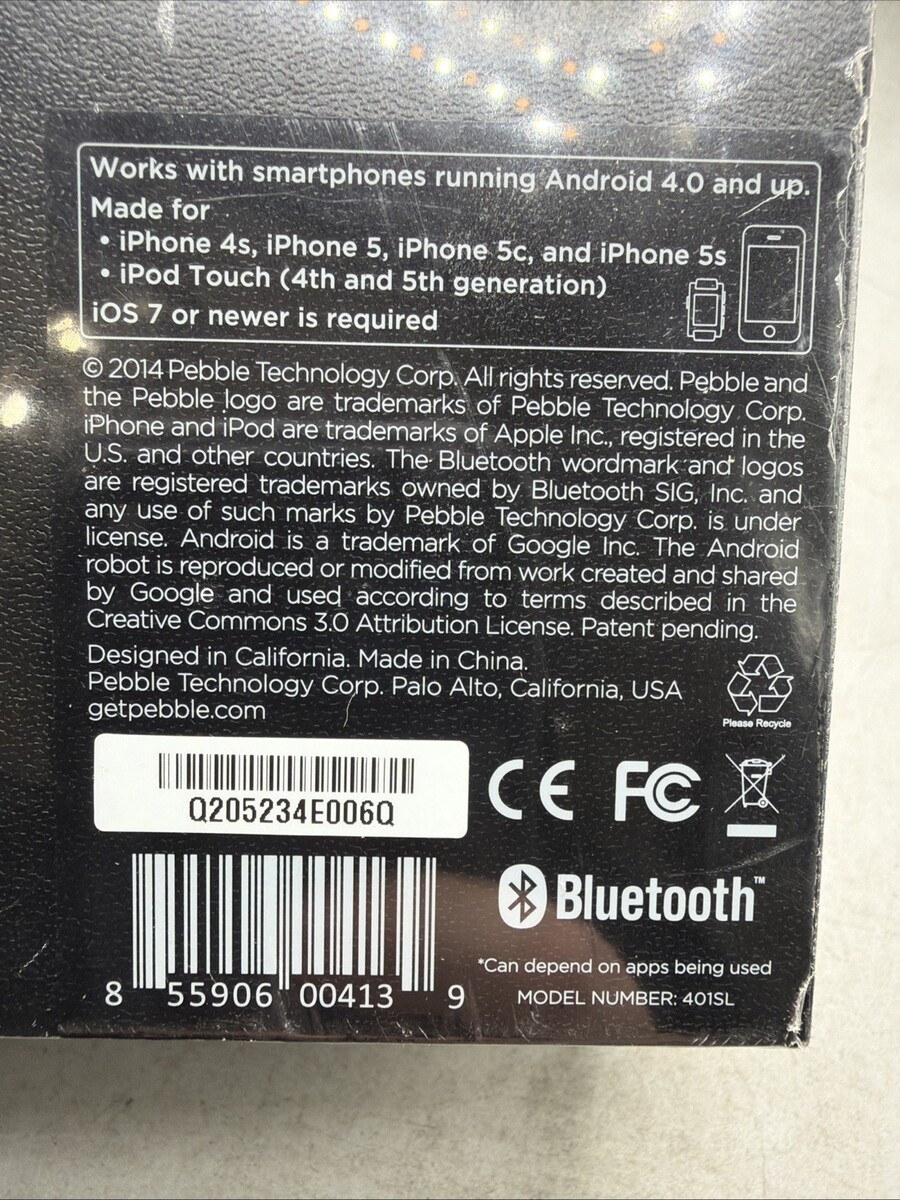 Works with smartphones running Android 4.0 and up.
Made for
• iPhone 4s, iPhone 5, iPhone 5c, and iPhone 5s
• iPod Touch (4th and 5th generation)
iOS 7 or newer is required
© 2014 Pebble Technology Corp. All rights reserved. Pebble and
the Pebble logo are trademarks of Pebble Technology Corp.
iPhone and iPod are trademarks of Apple Inc., registered in the
U.S. and other countries. The Bluetooth wordmark and logos
are registered trademarks owned by Bluetooth SIG, Inc. and
any use of such marks by Pebble Technology Corp. is under
license. Android is a trademark of Google Inc. The Android
robot is reproduced or modified from work created and shared
by Google and used according to terms described in the
Creative Commons 3.0 Attribution License. Patent pending.
Designed in California. Made in China.
Pebble Technology Corp. Palo Alto, California, USA
getpebble.com
Please Recycle
Q205234E006Q
CE FC
Bluetooth™
*Can depend on apps being used
MODEL NUMBER: 401SL
8 55906 00413 9